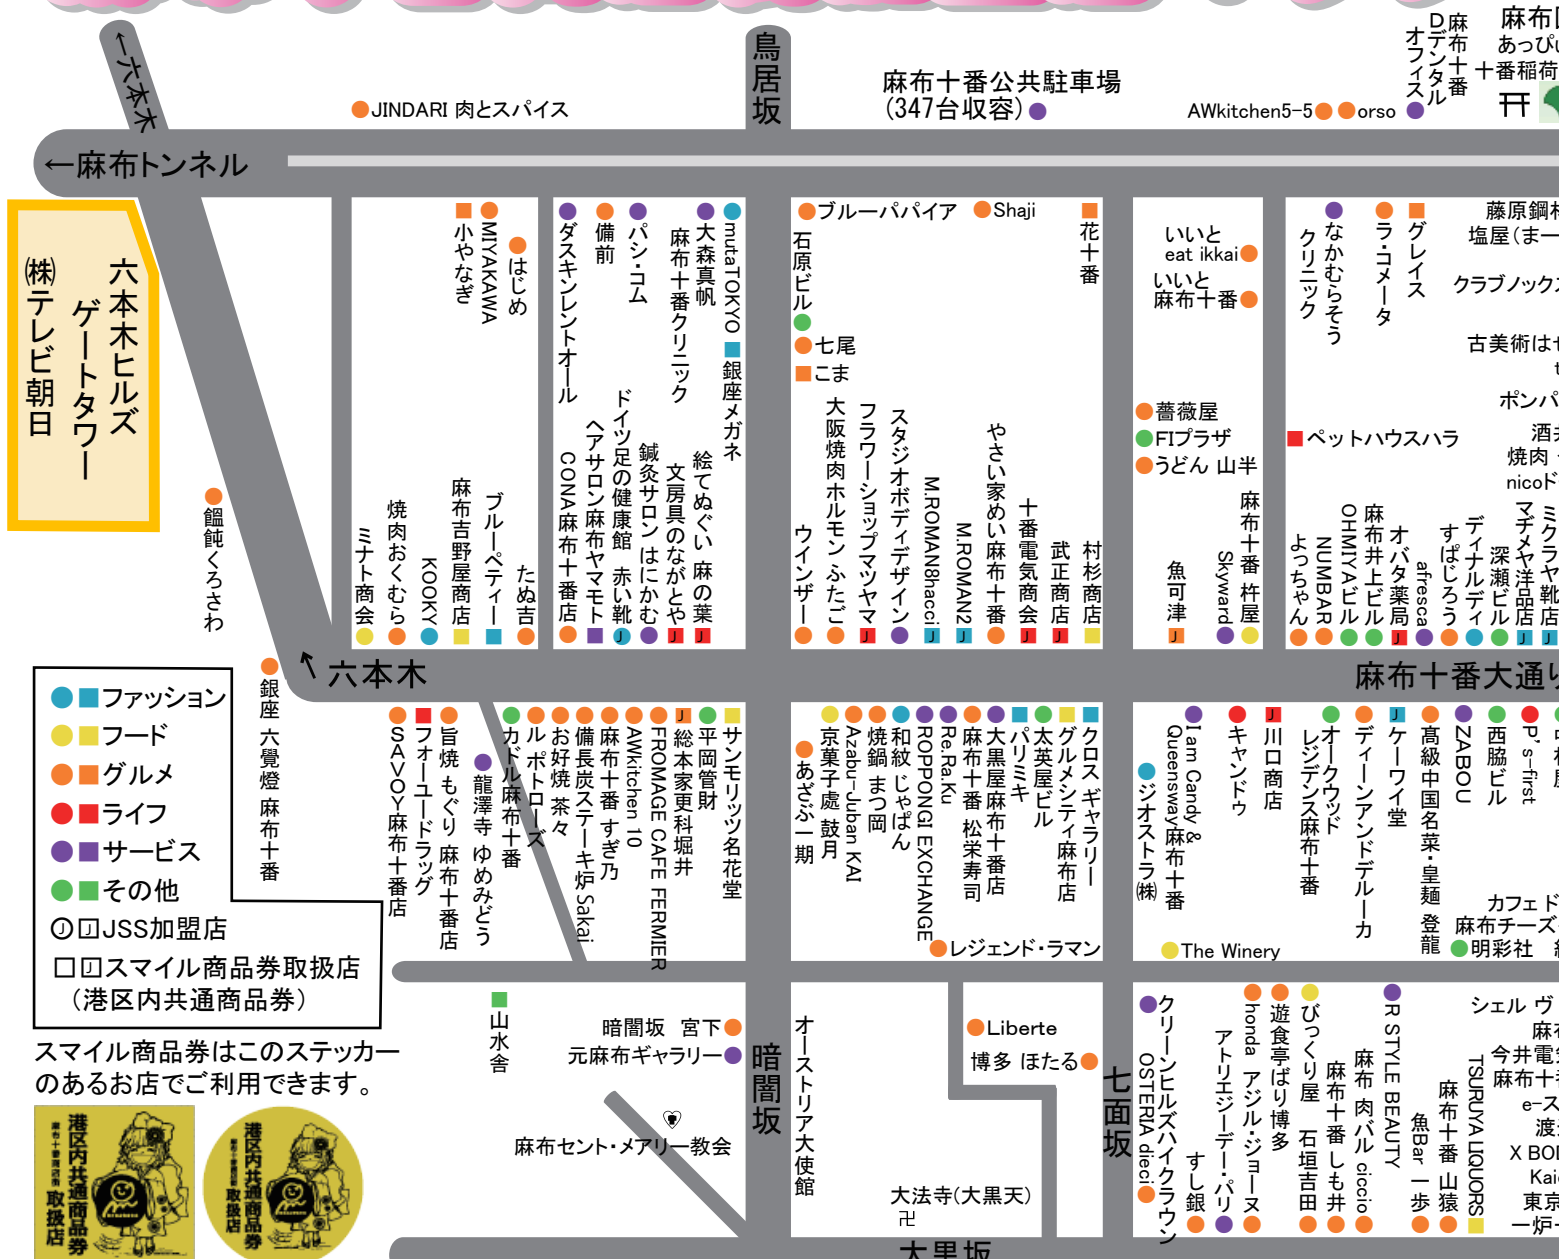 ←六本木
鳥居坂
JINDARI 肉とスパイス
麻布十番公共駐車場
(347台収容)
AWkitchen5-5
orso
麻布十番
Dデンタル
オフィス
十番稲荷
←麻布トンネル
六本木ヒルズ
ゲートタワー
㈱テレビ朝日
小やなぎ
MIYAKAWA
はじめ
ダスキンレントオール
備前
パシ・コム
麻布十番クリニック
大森真帆
mutaTOKYO
銀座メガネ
ブルーパパイア
Shaji
石原ビル
七尾
こま
花十番
いいと
eat ikkai
いいと
麻布十番
なかむらそう
クリニック
ラ・コメータ
グレイス
薔薇屋
FIプラザ
うどん 山半
ペットハウスハラ
饂飩くろさわ
ミナト商会
焼肉おくむら
KOOKY
麻布吉野屋商店
ブルーペティー
たぬ吉
CONA麻布十番店
ヘアサロン麻布ヤマモト
ドイツ足の健康館 赤い靴
鍼灸サロン はにかむ
文房具のながとや
絵てぬぐい 麻の葉
ウインザー
大阪焼肉ホルモン ふたご
フラワーショップマツヤマ
スタジオボディデザイン
M.ROMAN8hacci
M.ROMAN2
やさい家めい麻布十番
十番電気商会
武正商店
村杉商店
魚可津
Skyward
麻布十番 杵屋
よっちゃん
NUMBAR
OHMIYAビル
麻布井上ビル
オバタ薬局
afresca
すぱじろう
ディナルディ
深瀬ビル
マチメヤ洋品店
ミクラヤ靴店
↑六本木
麻布十番大通り
銀座 六覺燈 麻布十番
SAVOY麻布十番店
フォーユードラッグ
旨焼 もぐり 麻布十番店
龍澤寺 ゆめみどう
カドル麻布十番
ル ポトローズ
お好焼 茶々
備長炭ステーキ炉 Sakai
麻布十番 すぎ乃
AWkitchen 10
FROMAGE CAFE FERMIER
総本家更科堀井
平岡管財
サンモリッツ名花堂
あざぶ一期
京菓子處 鼓月
Azabu-Juban KAI
焼鍋 まつ岡
和紋 じゃぱん
ROPPONGI EXCHANGE
Re.Ra.Ku
麻布十番 松栄寿司
大黒屋麻布十番店
パリミキ
太英屋ビル
グルメシティ麻布店
クロス ギャラリー
レジェンド・ラマン
ジオストラ㈱
I am Candy &
Queensway麻布十番
キャンドゥ
川口商店
オークウッド
レジデンス麻布十番
ディーンアンドデルーカ
ケーワイ堂
高級中国名菜・皇麺 登龍
ZABOU
西脇ビル
P's-first
The Winery
明彩社
ファッション
フード
グルメ
ライフ
サービス
その他
JJJSS加盟店
Jスマイル商品券取扱店
(港区内共通商品券)
スマイル商品券はこのステッカー
のあるお店でご利用できます。
港区内共通商品券
取扱店
港区内共通商品券
取扱店
山水舎
暗闇坂 宮下
元麻布ギャラリー
麻布セント・メアリー教会
暗闇坂
オーストリア大使館
Liberte
博多 ほたる
大法寺(大黒天)
卍
大黒坂
七面坂
クリーンヒルズハイクラウン
OSTERIA dieci
すし銀
アトリエジーデー・パリ
honda アジル・ジョーヌ
遊食亭ばり博多
びっくり屋
石垣吉田
麻布十番 しも井
麻布 肉バル ciccio
R STYLE BEAUTY
魚Bar 一歩
麻布十番 山猿
TSURUYA LIQUORS